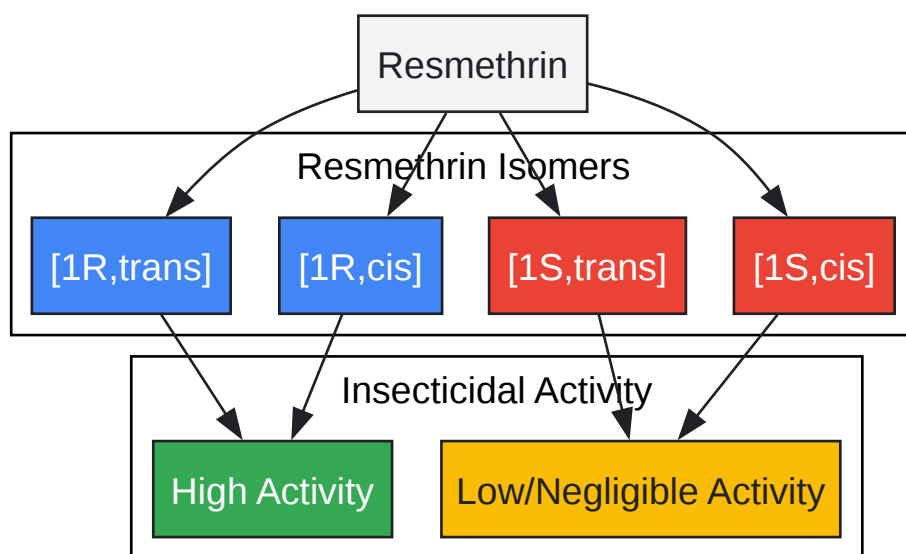 Resmethrin
Resmethrin Isomers
[1R,trans]
[1R,cis]
[1S,trans]
[1S,cis]
Insecticidal Activity
High Activity
Low/Negligible Activity